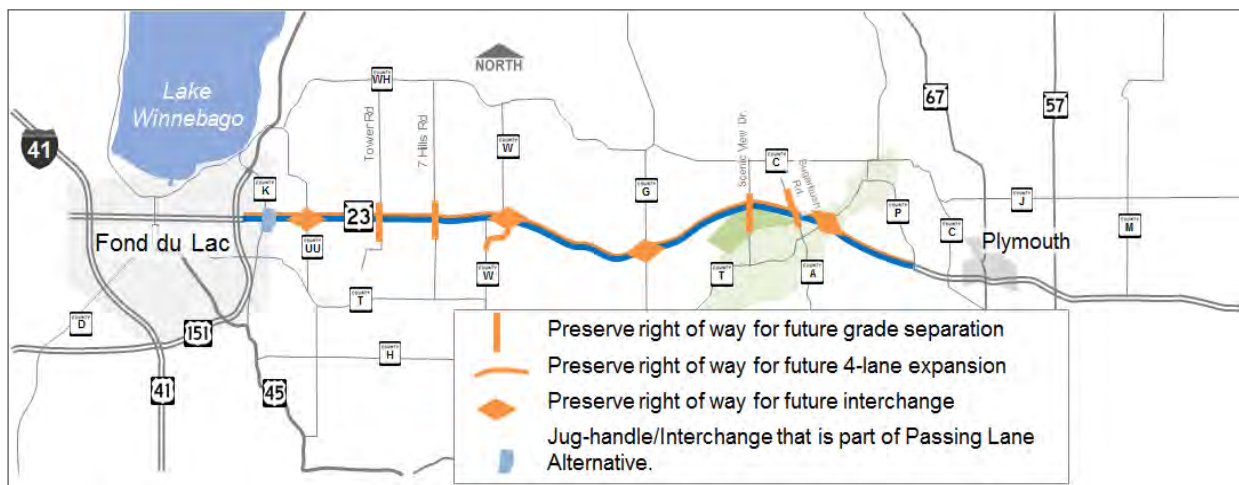 NORTH
Lake
Winnebago
41
COUNTY
WH
Tower Rd
7 Hills Rd
COUNTY
W
COUNTY
K
23
COUNTY
UU
Fond du Lac
COUNTY
W
COUNTY
G
Scenic View Dr.
COUNTY
C
Sugarbush
Rd.
COUNTY
P
67
57
COUNTY
J
COUNTY
C
COUNTY
M
Plymouth
COUNTY
T
COUNTY
A
COUNTY
T
COUNTY
D
151
COUNTY
H
41
45
Preserve right of way for future grade separation
Preserve right of way for future 4-lane expansion
Preserve right of way for future interchange
Jug-handle/Interchange that is part of Passing Lane
Alternative.